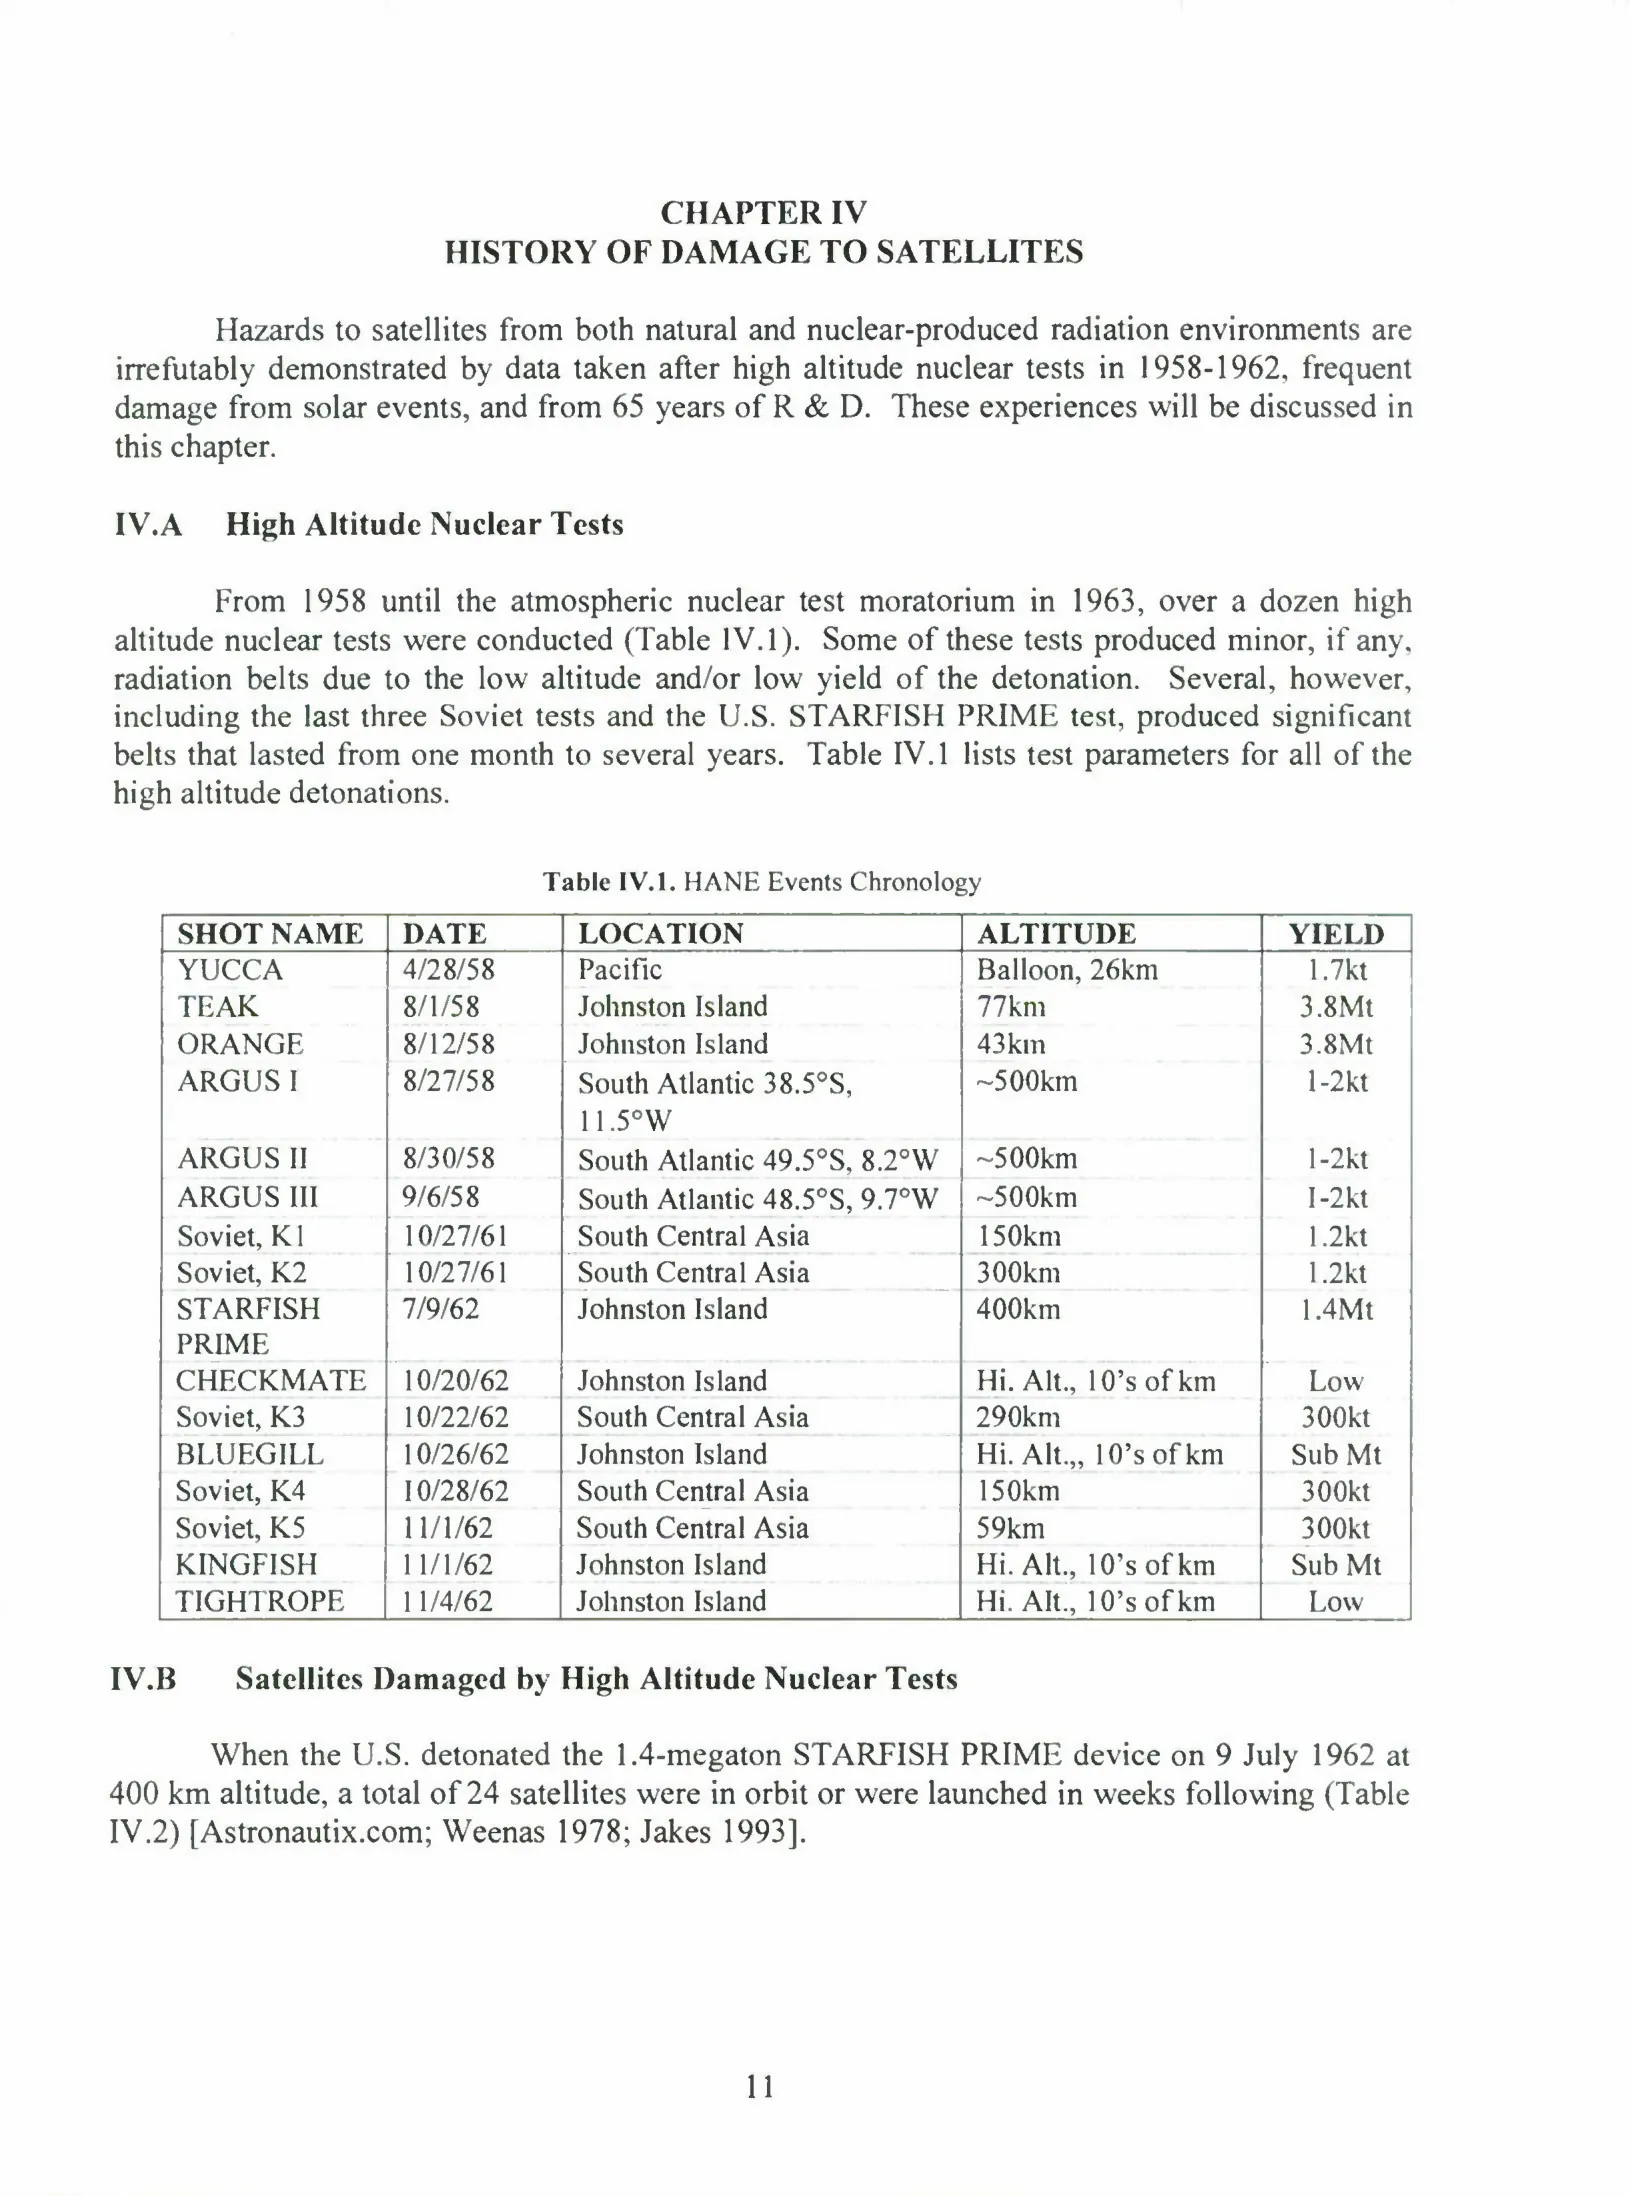 CHAPTER IV
HISTORY OF DAMAGE TO SATELLITES
Hazards to satellites from both natural and nuclear-produced radiation environments are
irrefutably demonstrated by data taken after high altitude nuclear tests in 1958-1962, frequent
damage from solar events, and from 65 years of R & D. These experiences will be discussed in
this chapter.
IV.A High Altitude Nuclear Tests
From 1958 until the atmospheric nuclear test moratorium in 1963, over a dozen high
altitude nuclear tests were conducted (Table IV.1). Some of these tests produced minor, if any,
radiation belts due to the low altitude and/or low yield of the detonation. Several, however,
including the last three Soviet tests and the U.S. STARFISH PRIME test, produced significant
belts that lasted from one month to several years. Table IV.1 lists test parameters for all of the
high altitude detonations.
Table IV.1. HANE Events Chronology
SHOT NAME DATE LOCATION ALTITUDE YIELD
YUCCA 4/28/58 Pacific Balloon, 26km 1.7kt
TEAK 8/1/58 Johnston Island 77km 3.8Mt
ORANGE 8/12/58 Johnston Island 43km 3.8Mt
ARGUS I 8/27/58 South Atlantic 38.5°S, ~500km 1-2kt
11.5°W
ARGUS II 8/30/58 South Atlantic 49.5°S, 8.2°W ~500km 1-2kt
ARGUS III 9/6/58 South Atlantic 48.5°S, 9.7°W ~500km 1-2kt
Soviet, K1 10/27/61 South Central Asia 150km 1.2kt
Soviet, K2 10/27/61 South Central Asia 300km 1.2kt
STARFISH 7/9/62 Johnston Island 400km 1.4Mt
PRIME
CHECKMATE 10/20/62 Johnston Island Hi. Alt., 10's of km Low
Soviet, K3 10/22/62 South Central Asia 290km 300kt
BLUEGILL 10/26/62 Johnston Island Hi. Alt.,, 10's of km Sub Mt
Soviet, K4 10/28/62 South Central Asia 150km 300kt
Soviet, K5 11/1/62 South Central Asia 59km 300kt
KINGFISH 11/1/62 Johnston Island Hi. Alt., 10's of km Sub Mt
TIGHTROPE 11/4/62 Johnston Island Hi. Alt., 10's of km Low
IV.B Satellites Damaged by High Altitude Nuclear Tests
When the U.S. detonated the 1.4-megaton STARFISH PRIME device on 9 July 1962 at
400 km altitude, a total of 24 satellites were in orbit or were launched in weeks following (Table
IV.2) [Astronautix.com; Weenas 1978; Jakes 1993].
11